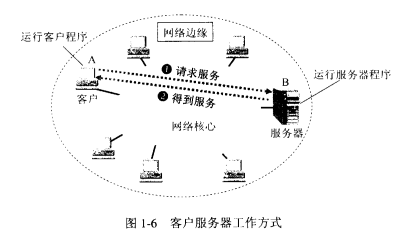 网络边缘
运行客户程序
A
❶ 请求服务
B
运行服务器程序
客户
❷ 得到服务
网络核心
服务器
图 1-6 客户服务器工作方式